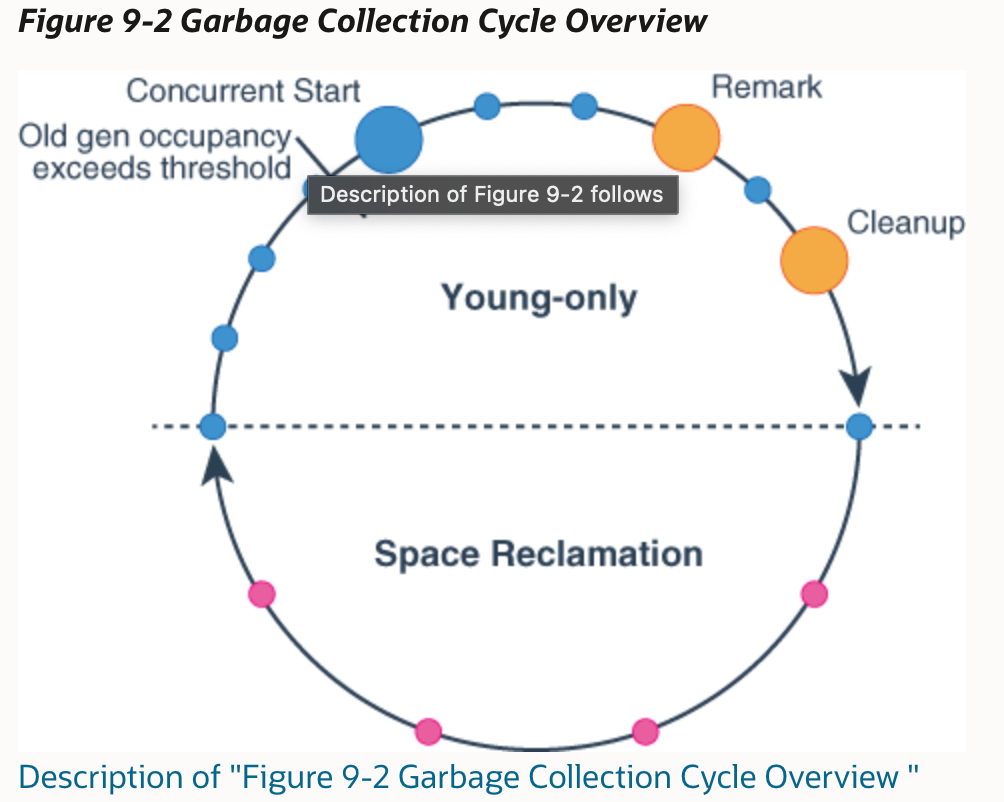 Figure 9-2 Garbage Collection Cycle Overview
Concurrent Start
Remark
Old gen occupancy
exceeds threshold
Description of Figure 9-2 follows
Cleanup
Young-only
Space Reclamation
Description of "Figure 9-2 Garbage Collection Cycle Overview "